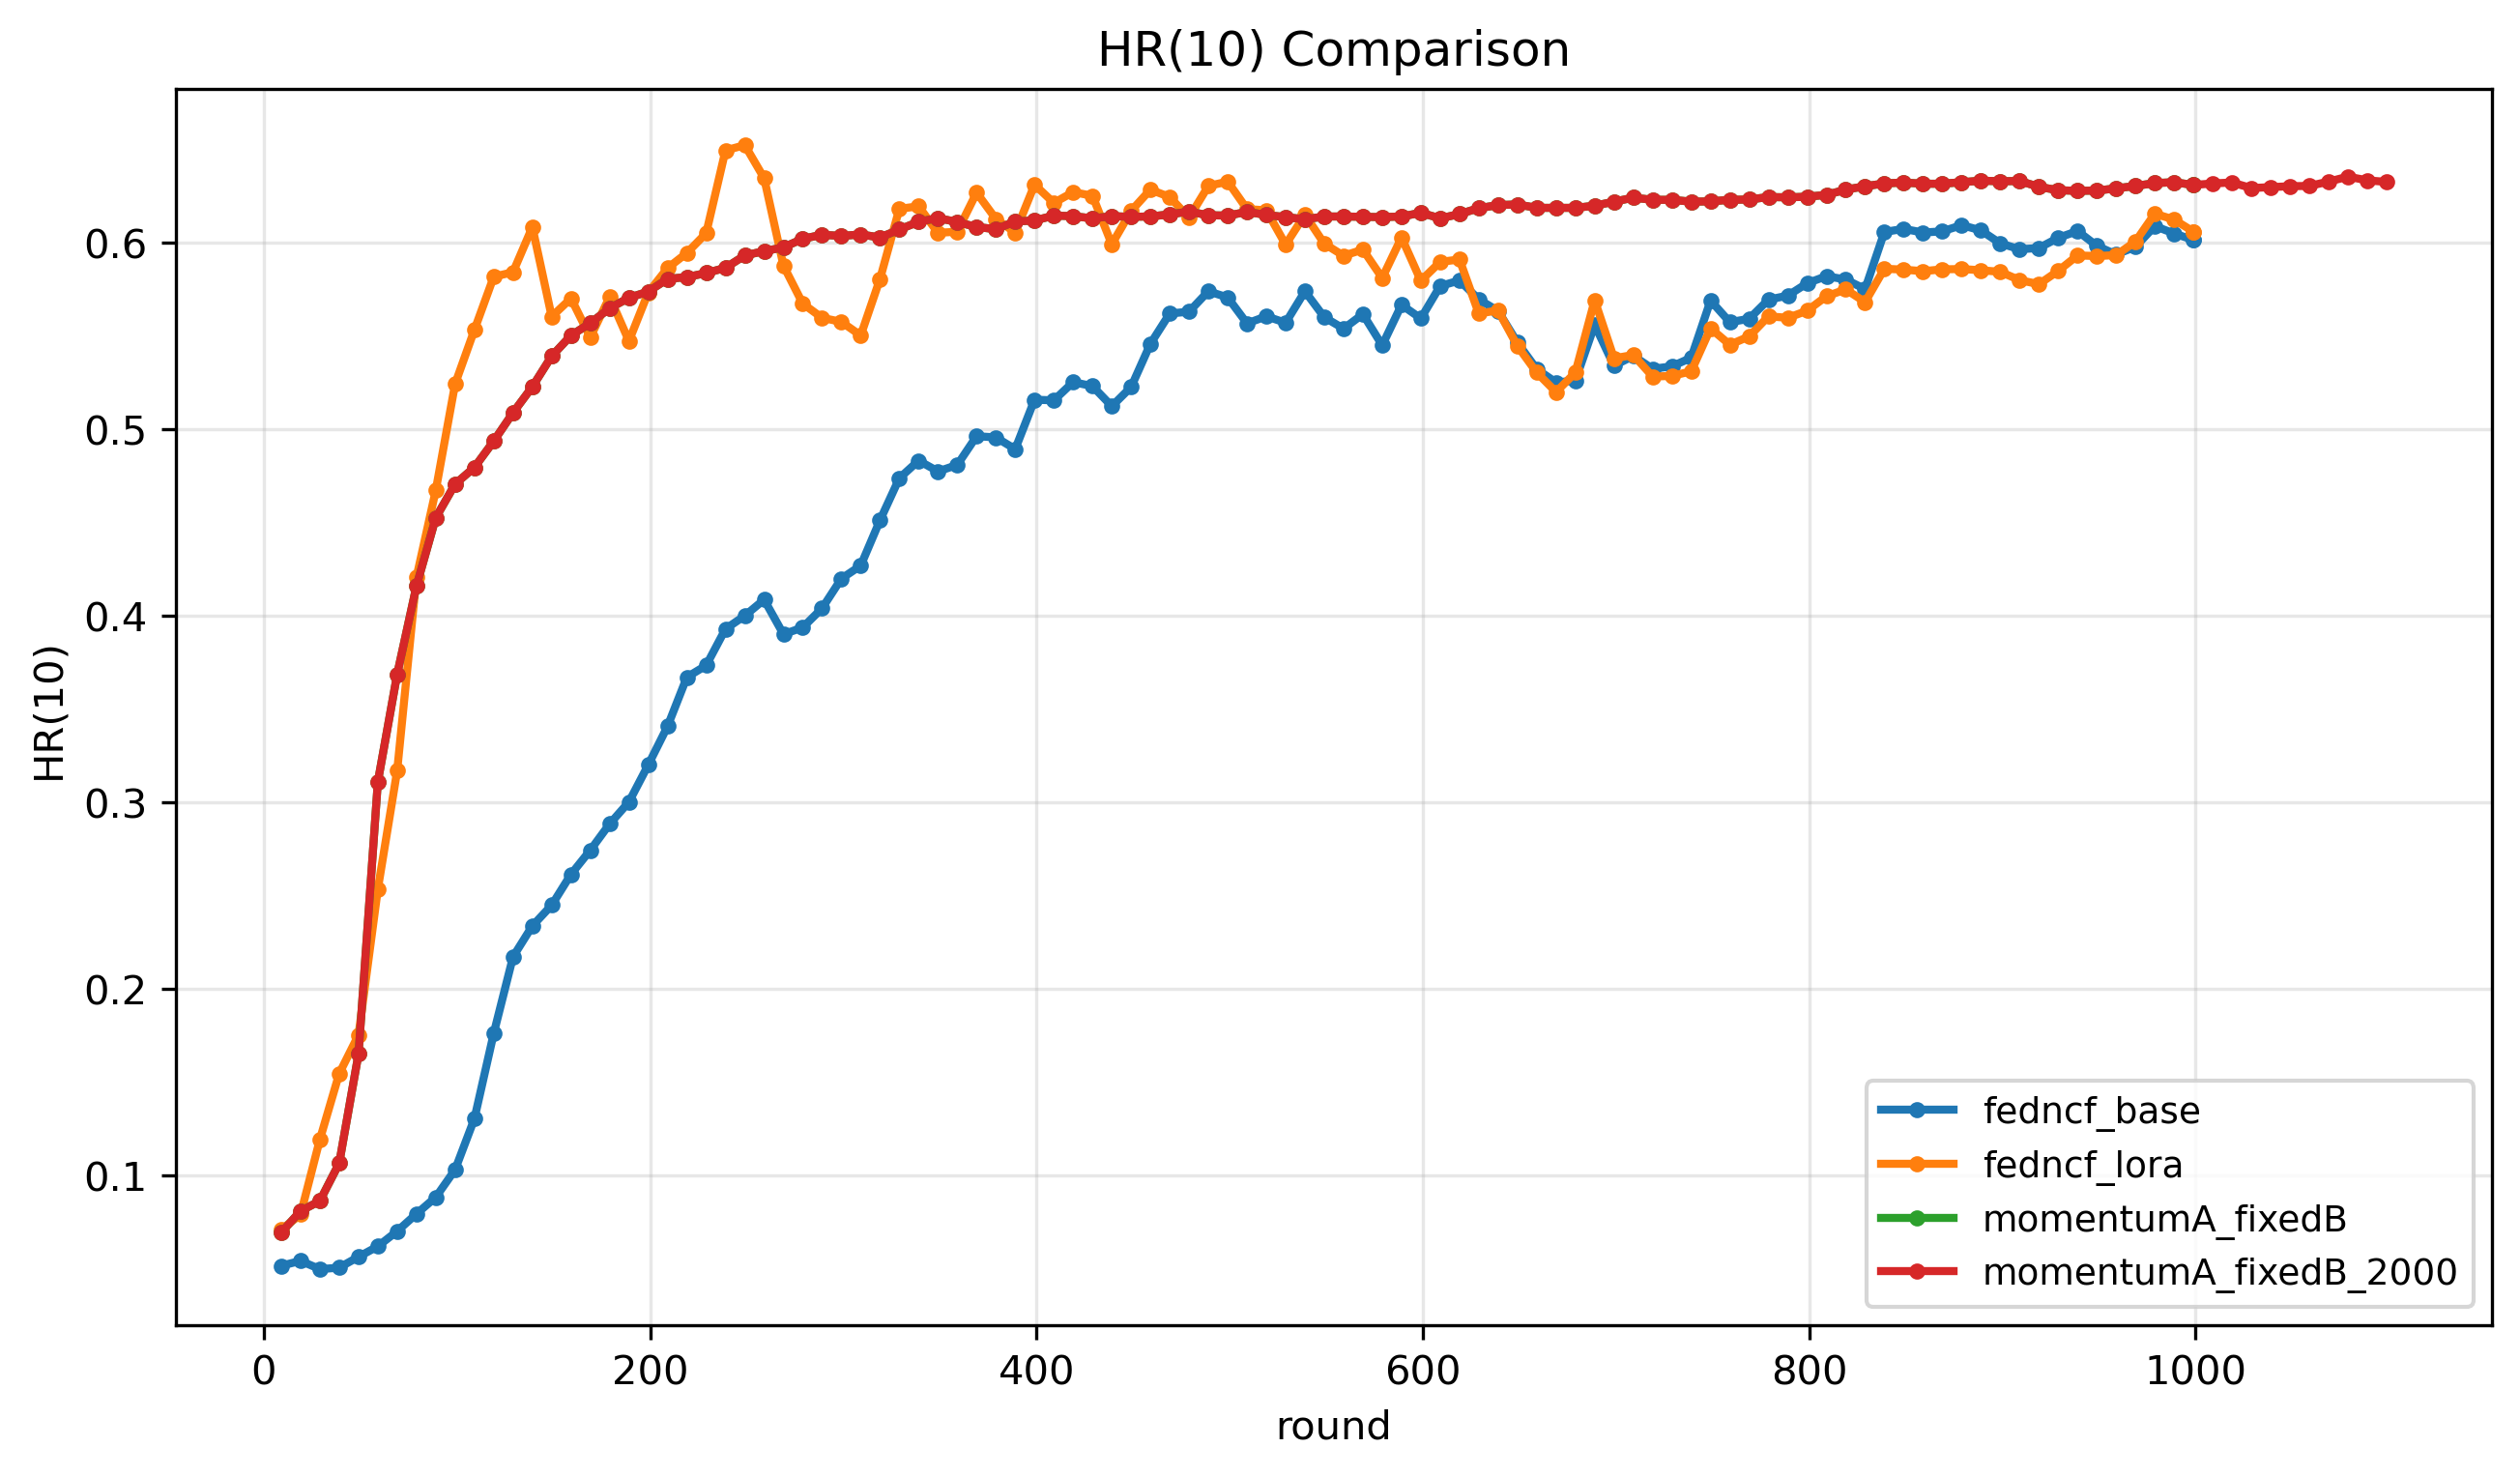 HR(10) Comparison
HR(10)
0.6
0.5
0.4
0.3
0.2
0.1
0 200 400 600 800 1000
round
fedncf_base
fedncf_lora
momentumA_fixedB
momentumA_fixedB_2000